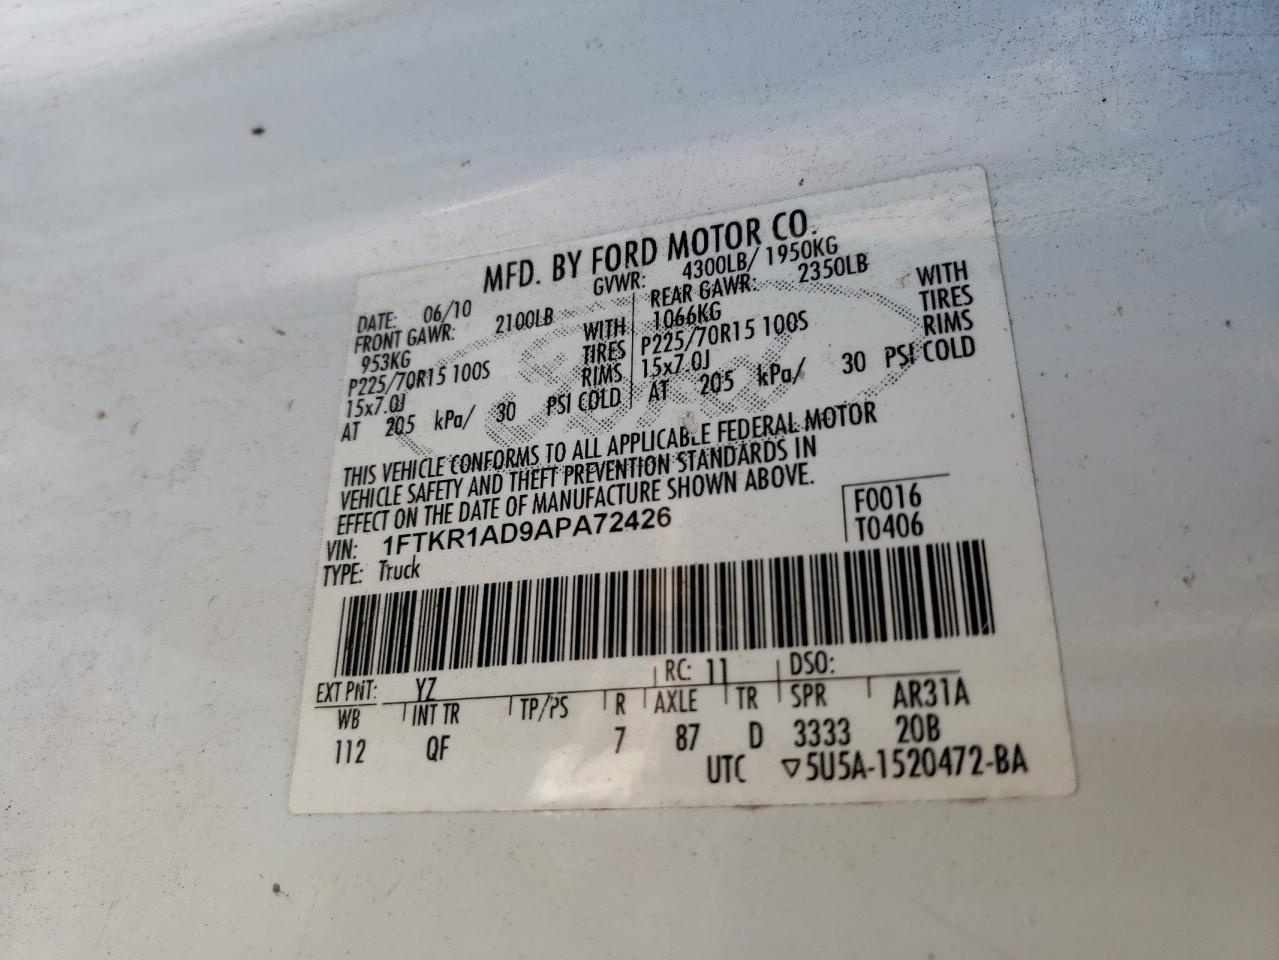 MFD. BY FORD MOTOR CO.
DATE: 06/10 GVWR: 4300LB/ 1950KG
FRONT GAWR: 2100LB WITH
953KG TIRES
P225/70R15 100S RIMS
15x7.0J
AT 205 kPa/ 30 PSI COLD
REAR GAWR: 2350LB WITH
1066KG TIRES
P225/70R15 100S RIMS
15x7.0J
AT 205 kPa/ 30 PSI COLD
THIS VEHICLE CONFORMS TO ALL APPLICABLE FEDERAL MOTOR
VEHICLE SAFETY AND THEFT PREVENTION STANDARDS IN
EFFECT ON THE DATE OF MANUFACTURE SHOWN ABOVE.
VIN: 1FTKR1AD9APA72426 F0016
TYPE: Truck T0406
EXT PNT: YZ RC: 11 DSO:
WB INT TR TP/PS R AXLE TR SPR AR31A
112 QF 7 87 D 3333 20B
UTC ▽5U5A-1520472-BA